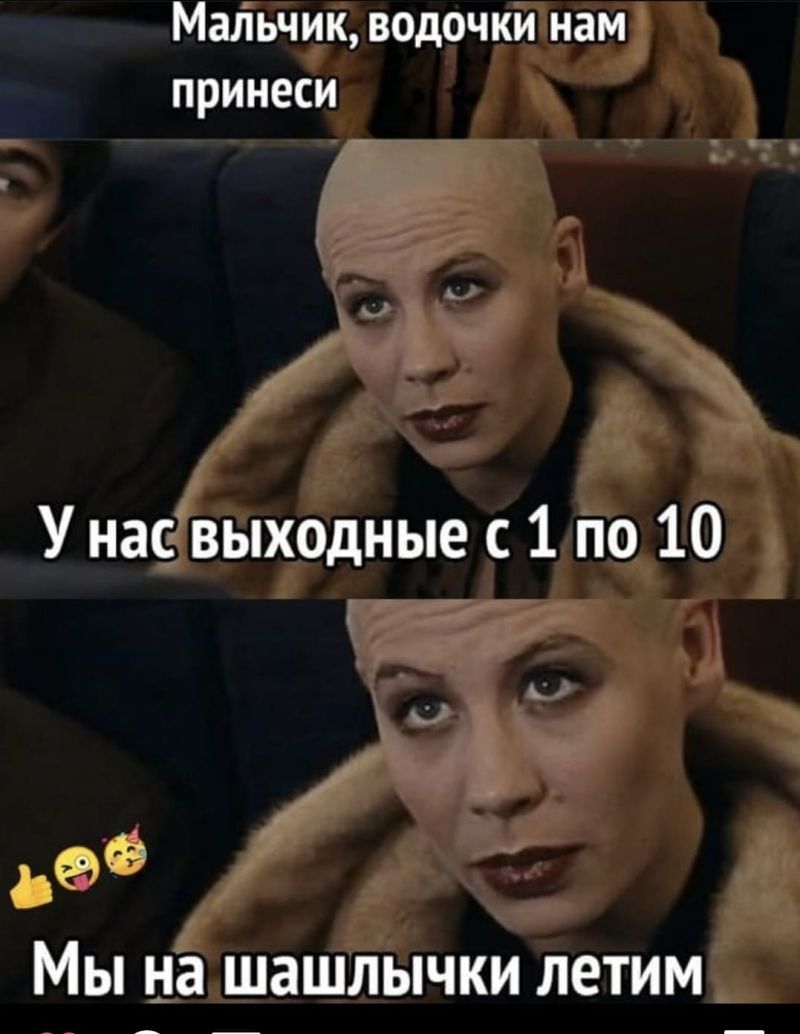 Мальчик, водочки нам
принеси
У нас выходные с 1 по 10
Мы на шашлычки летим